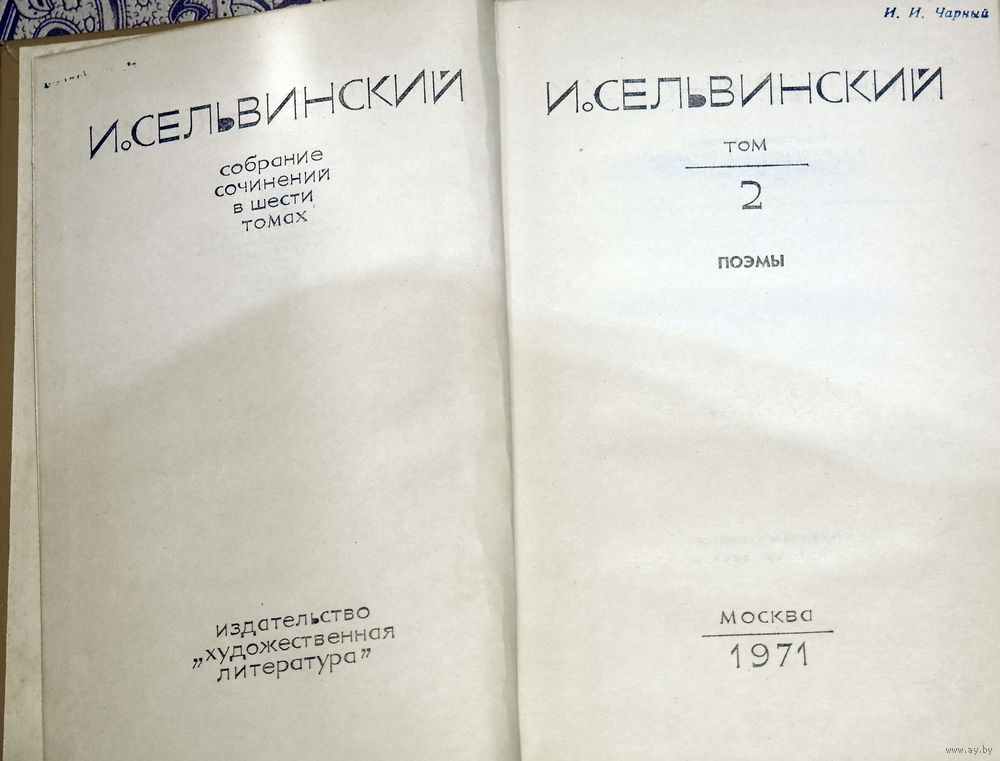 И. СЕЛЬВИНСКИЙ
собрание
сочинений
в шести
томах
издательство
„художественная
литература”
И. И. Чарный
И. СЕЛЬВИНСКИЙ
том
2
поэмы
москва
1971
www.ay.by